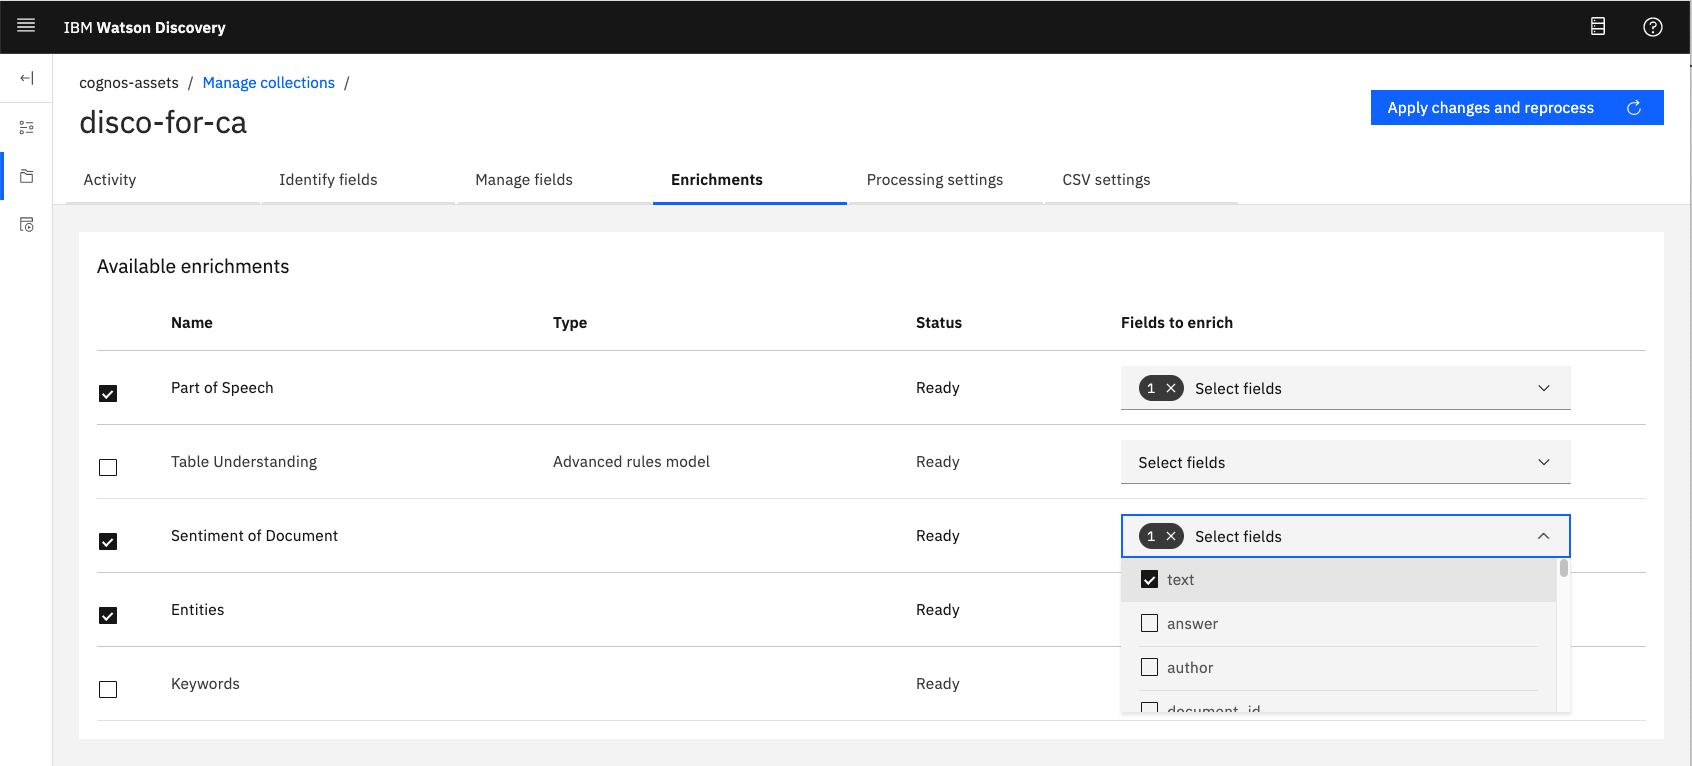 IBM Watson Discovery
cognos-assets / Manage collections /
disco-for-ca
Apply changes and reprocess
Activity Identify fields Manage fields Enrichments Processing settings CSV settings
Available enrichments
Name Type Status Fields to enrich
Part of Speech Ready 1 Select fields
Table Understanding Advanced rules model Ready Select fields
Sentiment of Document Ready 1 Select fields
text
Entities Ready
answer
author
Keywords Ready
document_id